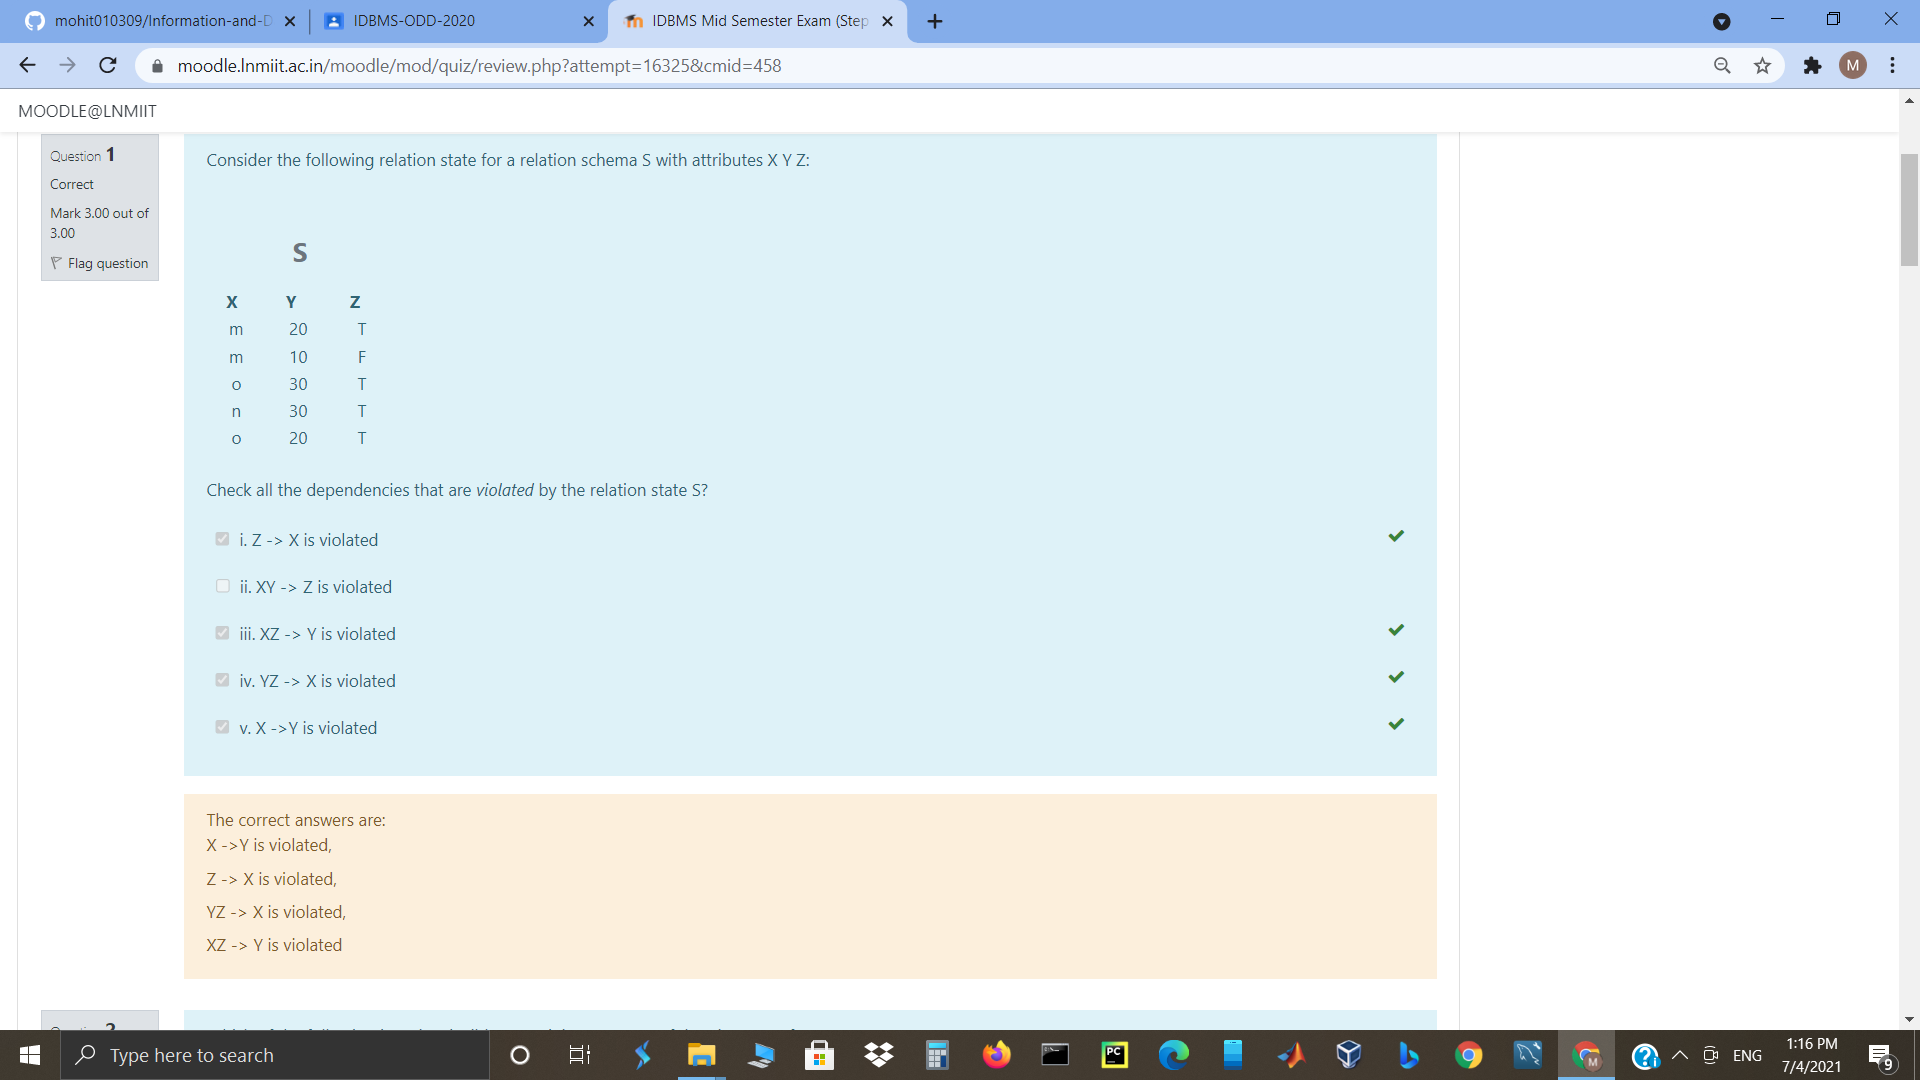 mohit010309/Information-and-D
IDBMS-ODD-2020
IDBMS Mid Semester Exam (Step
moodle.lnmiit.ac.in/moodle/mod/quiz/review.php?attempt=16325&cmid=458
M
MOODLE@LNMIIT
Question 1
Correct
Mark 3.00 out of
3.00
Flag question
Consider the following relation state for a relation schema S with attributes X Y Z:
S
X Y Z
m 20 T
m 10 F
o 30 T
n 30 T
o 20 T
Check all the dependencies that are violated by the relation state S?
i. Z -> X is violated
ii. XY -> Z is violated
iii. XZ -> Y is violated
iv. YZ -> X is violated
v. X ->Y is violated
The correct answers are:
X ->Y is violated,
Z -> X is violated,
YZ -> X is violated,
XZ -> Y is violated
Type here to search
PC
M
ENG
1:16 PM
7/4/2021
9